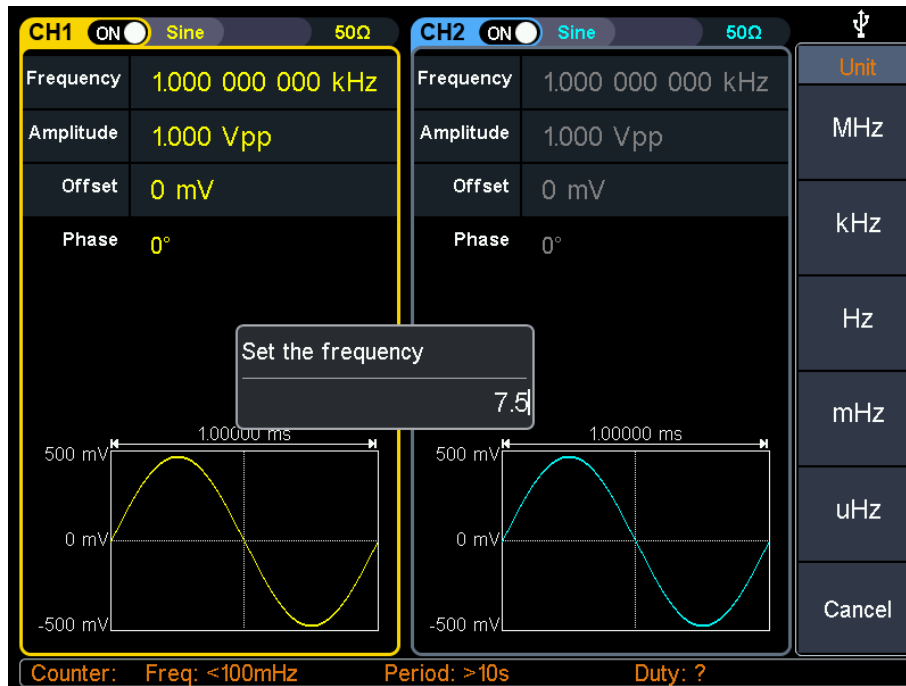 CH1 ON Sine 50Ω
Frequency 1.000 000 000 kHz
Amplitude 1.000 Vpp
Offset 0 mV
Phase 0°
1.00000 ms
500 mV
0 mV
-500 mV
CH2 ON Sine 50Ω
Frequency 1.000 000 000 kHz
Amplitude 1.000 Vpp
Offset 0 mV
Phase 0°
1.00000 ms
500 mV
0 mV
-500 mV
Set the frequency
7.5
Unit
MHz
kHz
Hz
mHz
uHz
Cancel
Counter: Freq: <100mHz Period: >10s Duty: ?